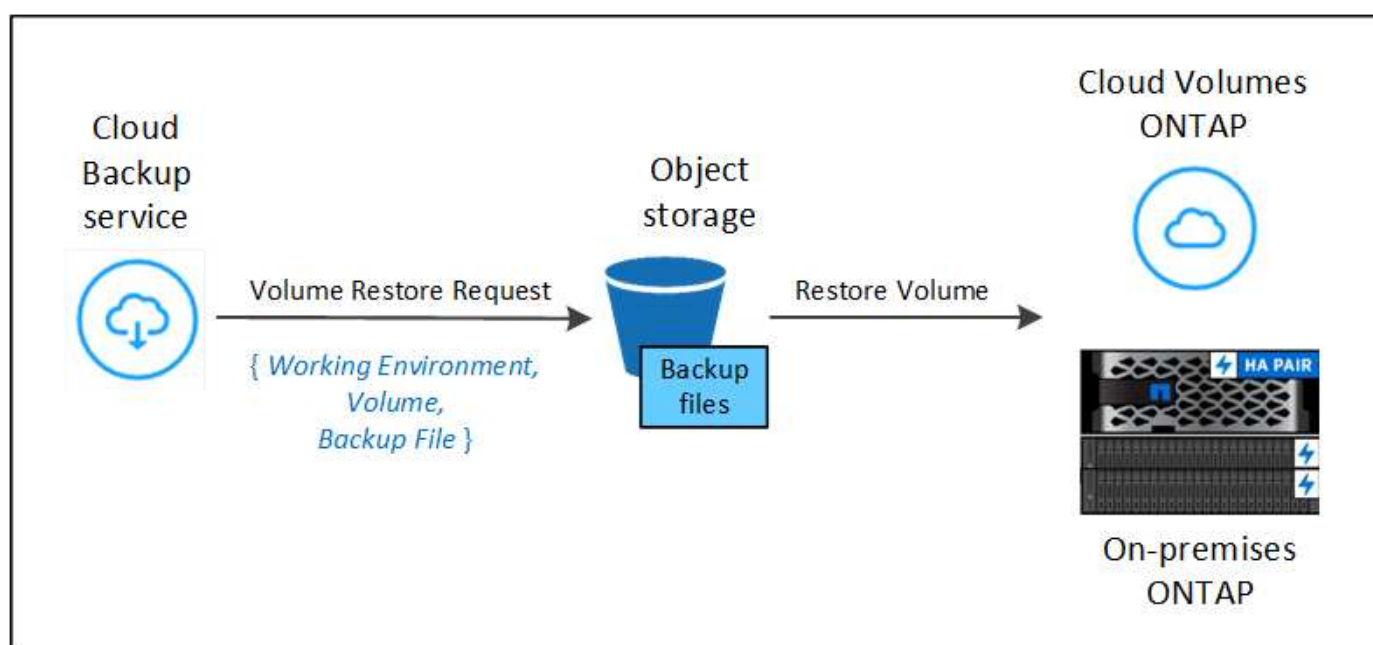 Cloud
Backup
service
Volume Restore Request
{ Working Environment,
Volume,
Backup File }
Object
storage
Backup
files
Restore Volume
Cloud Volumes
ONTAP
HA PAIR
On-premises
ONTAP